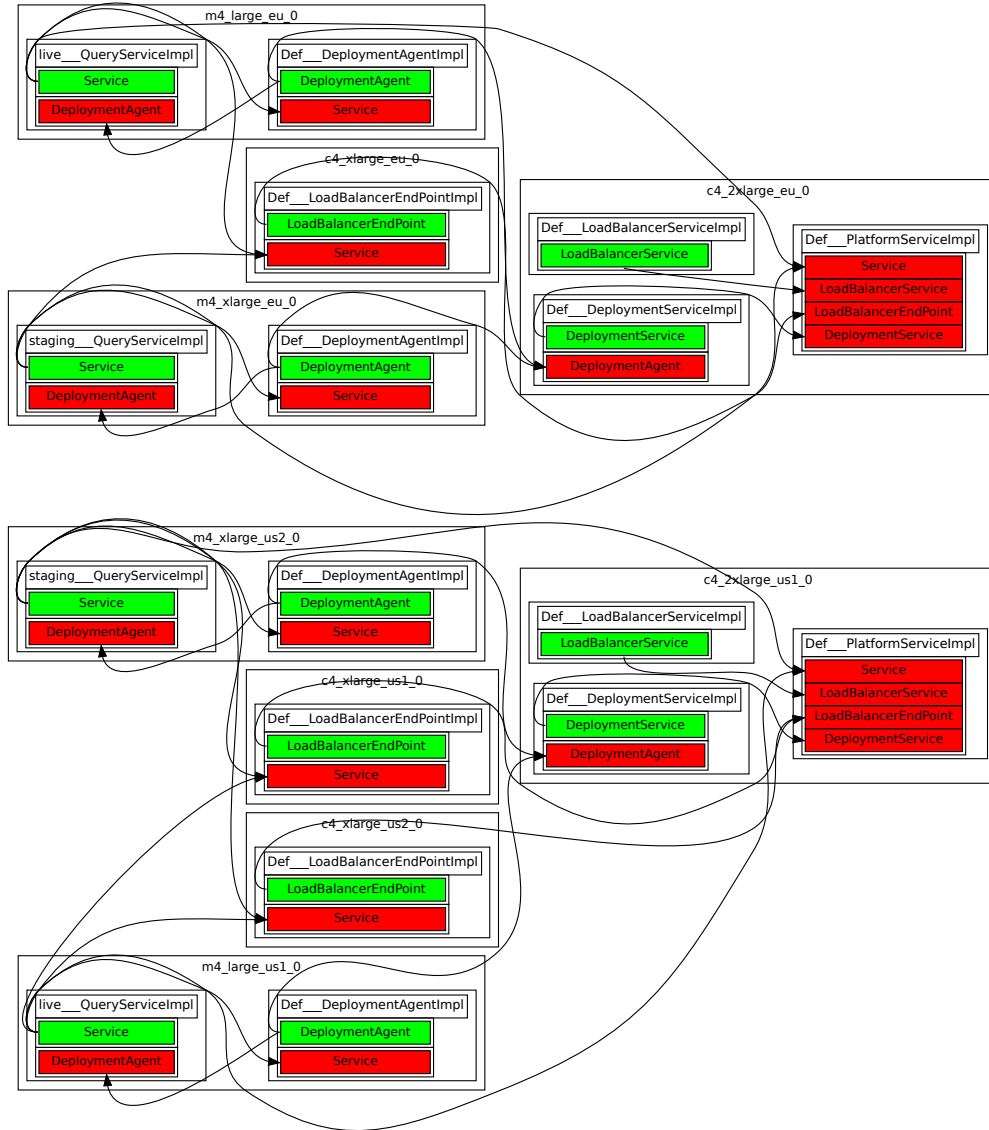 m4_large_eu_0
live___QueryServiceImpl
Service
DeploymentAgent
Def___DeploymentAgentImpl
DeploymentAgent
Service
c4_xlarge_eu_0
Def___LoadBalancerEndPointImpl
LoadBalancerEndPoint
Service
c4_2xlarge_eu_0
Def___LoadBalancerServiceImpl
LoadBalancerService
Def___DeploymentServiceImpl
DeploymentService
DeploymentAgent
Def___PlatformServiceImpl
Service
LoadBalancerService
LoadBalancerEndPoint
DeploymentService
m4_xlarge_eu_0
staging___QueryServiceImpl
Service
DeploymentAgent
Def___DeploymentAgentImpl
DeploymentAgent
Service
m4_xlarge_us2_0
staging___QueryServiceImpl
Service
DeploymentAgent
Def___DeploymentAgentImpl
DeploymentAgent
Service
c4_2xlarge_us1_0
Def___LoadBalancerServiceImpl
LoadBalancerService
Def___DeploymentServiceImpl
DeploymentService
DeploymentAgent
Def___PlatformServiceImpl
Service
LoadBalancerService
LoadBalancerEndPoint
DeploymentService
c4_xlarge_us1_0
Def___LoadBalancerEndPointImpl
LoadBalancerEndPoint
Service
c4_xlarge_us2_0
Def___LoadBalancerEndPointImpl
LoadBalancerEndPoint
Service
m4_large_us1_0
live___QueryServiceImpl
Service
DeploymentAgent
Def___DeploymentAgentImpl
DeploymentAgent
Service